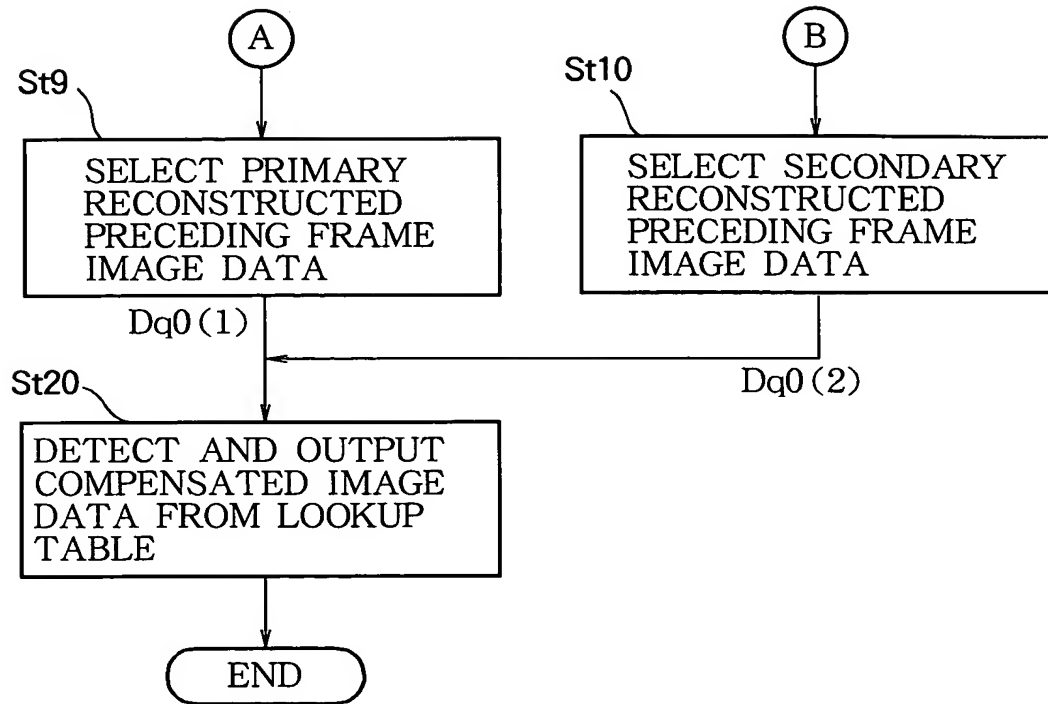 A
B
St9
St10
SELECT PRIMARY
RECONSTRUCTED
PRECEDING FRAME
IMAGE DATA
SELECT SECONDARY
RECONSTRUCTED
PRECEDING FRAME
IMAGE DATA
Dq0(1)
Dq0(2)
St20
DETECT AND OUTPUT
COMPENSATED IMAGE
DATA FROM LOOKUP
TABLE
END